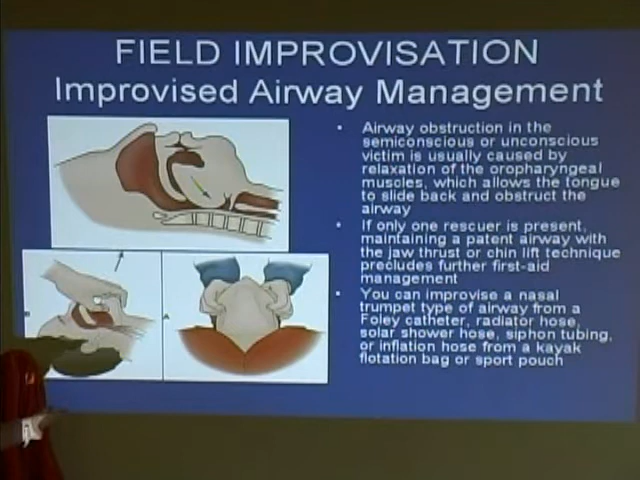 FIELD IMPROVISATION
Improvised Airway Management
• Airway obstruction in the
semiconscious or unconscious
victim is usually caused by
relaxation of the oropharyngeal
muscles, which allows the tongue
to slide back and obstruct the
airway
• If only one rescuer is present,
maintaining a patent airway with
the jaw thrust or chin lift technique
precludes further first-aid
management
• You can improvise a nasal
trumpet type of airway from a
Foley catheter, radiator hose,
solar shower hose, siphon tubing,
or inflation hose from a kayak
flotation bag or sport pouch
B
A